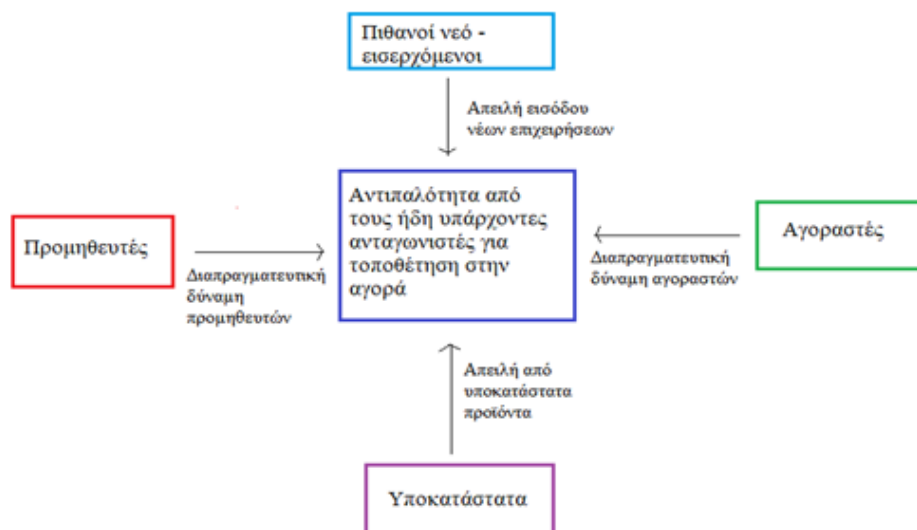 Πιθανοί νεό -
εισερχόμενοι
Απειλή εισόδου
νέων επιχειρήσεων
Αντιπαλότητα από
τους ήδη υπάρχοντες
ανταγωνιστές για
τοποθέτηση στην
αγορά
Προμηθευτές
Διαπραγματευτική
δύναμη
προμηθευτών
Αγοραστές
Διαπραγματευτική
δύναμη αγοραστών
Απειλή από
υποκατάστατα
προϊόντα
Υποκατάστατα